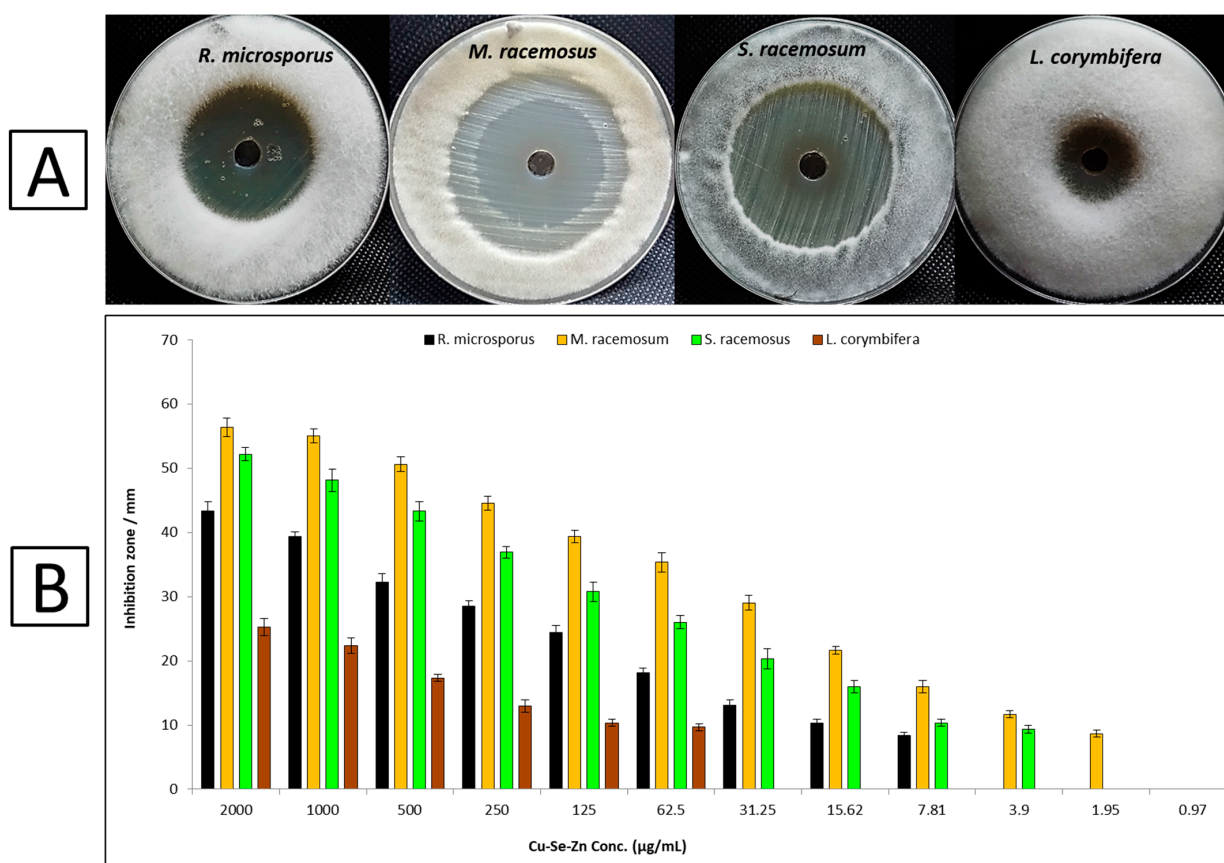 A
R. microsporus
M. racemosus
S. racemosum
L. corymbifera
B
R. microsporus M. racemosum S. racemosus L. corymbifera
70
60
50
40
30
20
10
0
Inhibition zone / mm
2000 1000 500 250 125 62.5 31.25 15.62 7.81 3.9 1.95 0.97
Cu-Se-Zn Conc. (µg/mL)